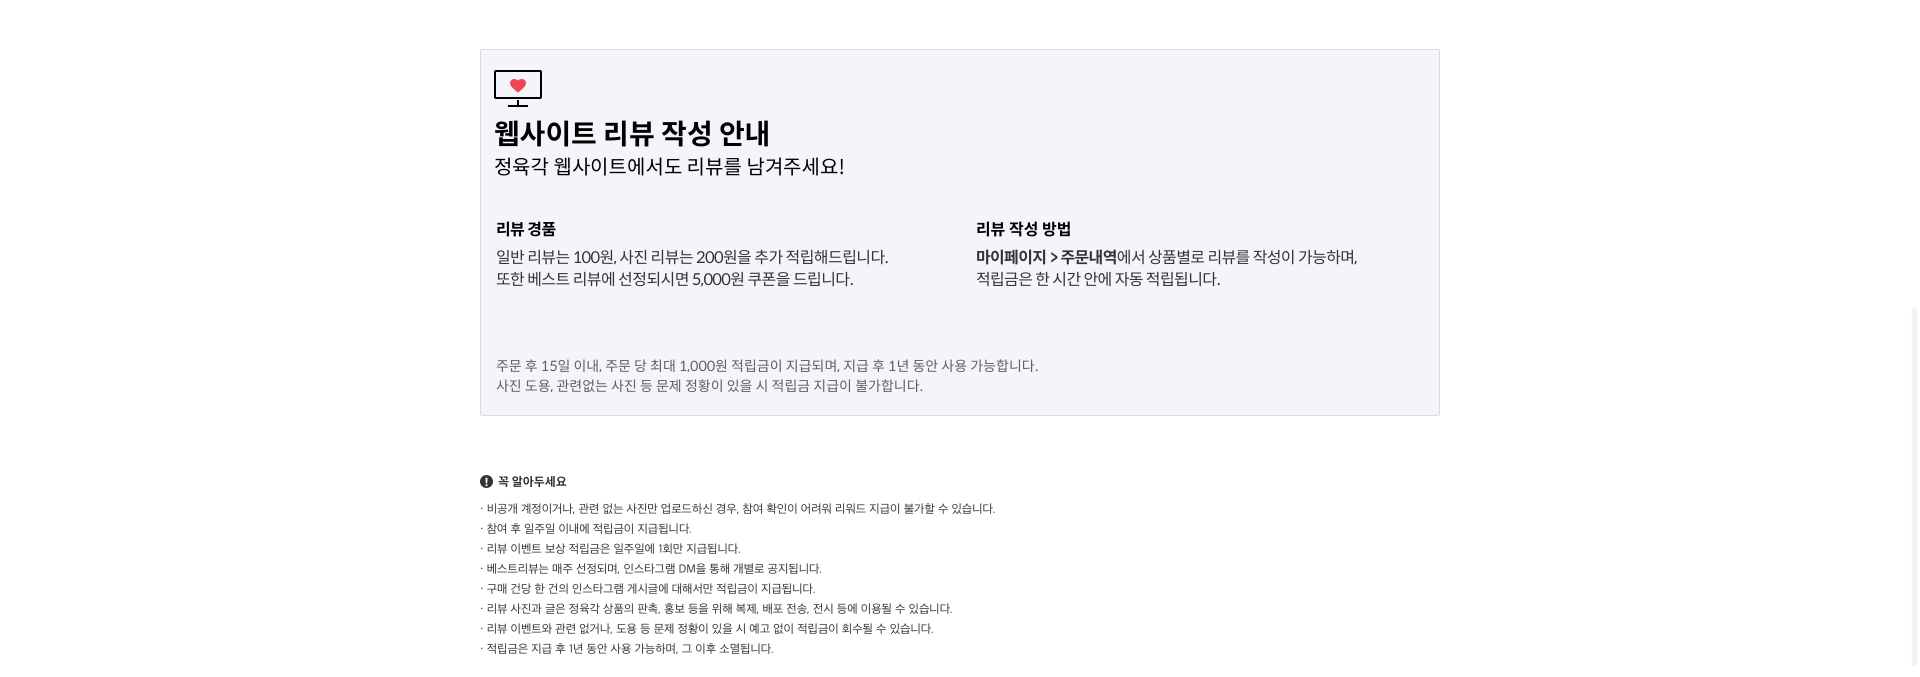 웹사이트 리뷰 작성 안내
정육각 웹사이트에서도 리뷰를 남겨주세요!
리뷰 경품
일반 리뷰는 100원, 사진 리뷰는 200원을 추가 적립해드립니다.
또한 베스트 리뷰에 선정되시면 5,000원 쿠폰을 드립니다.
리뷰 작성 방법
마이페이지 > 주문내역에서 상품별로 리뷰를 작성이 가능하며,
적립금은 한 시간 안에 자동 적립됩니다.
주문 후 15일 이내, 주문 당 최대 1,000원 적립금이 지급되며, 지급 후 1년 동안 사용 가능합니다.
사진 도용, 관련없는 사진 등 문제 정황이 있을 시 적립금 지급이 불가합니다.
꼭 알아두세요
· 비공개 계정이거나, 관련 없는 사진만 업로드하신 경우, 참여 확인이 어려워 리워드 지급이 불가할 수 있습니다.
· 참여 후 일주일 이내에 적립금이 지급됩니다.
· 리뷰 이벤트 보상 적립금은 일주일에 1회만 지급됩니다.
· 베스트리뷰는 매주 선정되며, 인스타그램 DM을 통해 개별로 공지됩니다.
· 구매 건당 한 건의 인스타그램 게시글에 대해서만 적립금이 지급됩니다.
· 리뷰 사진과 글은 정육각 상품의 판촉, 홍보 등을 위해 복제, 배포 전송, 전시 등에 이용될 수 있습니다.
· 리뷰 이벤트와 관련 없거나, 도용 등 문제 정황이 있을 시 예고 없이 적립금이 회수될 수 있습니다.
· 적립금은 지급 후 1년 동안 사용 가능하며, 그 이후 소멸됩니다.